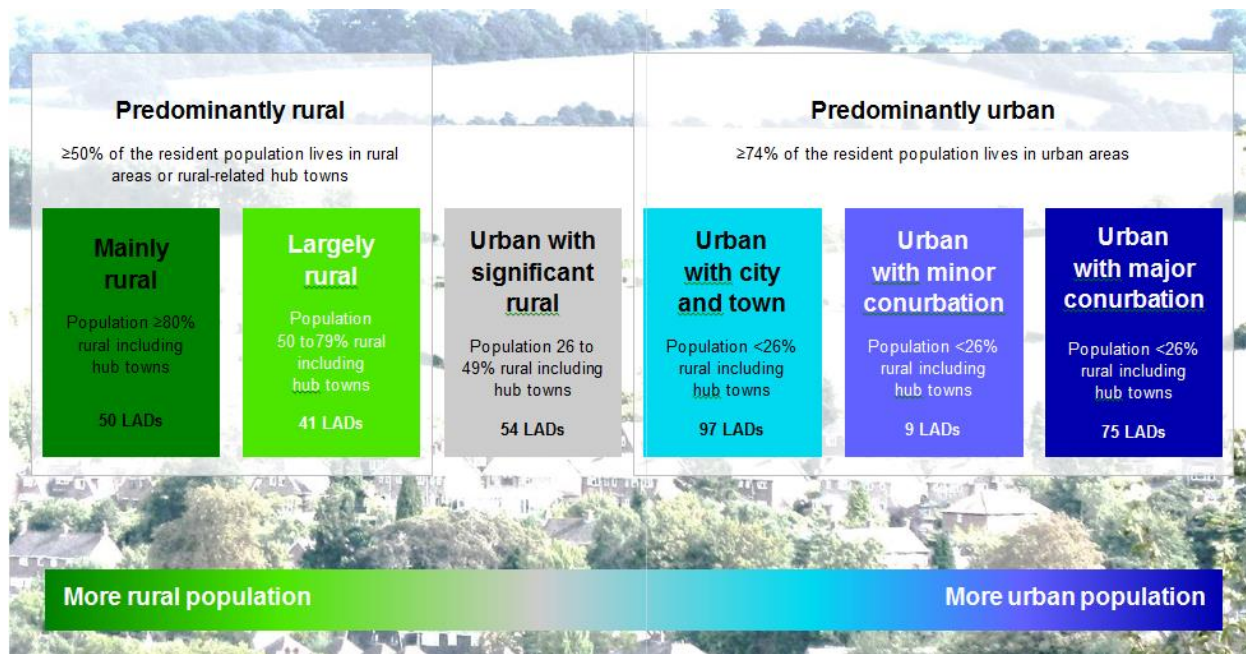 Predominantly rural
≥50% of the resident population lives in rural
areas or rural-related hub towns
Predominantly urban
≥74% of the resident population lives in urban areas
Mainly
rural
Population ≥80%
rural including
hub towns
50 LADs
Largely
rural
Population
50 to79% rural
including
hub towns
41 LADs
Urban with
significant
rural
Population 26 to
49% rural including
hub towns
54 LADs
Urban
with city
and town
Population <26%
rural including
hub towns
97 LADs
Urban
with minor
conurbation
Population <26%
rural including
hub towns
9 LADs
Urban
with major
conurbation
Population <26%
rural including
hub towns
75 LADs
More rural population
More urban population